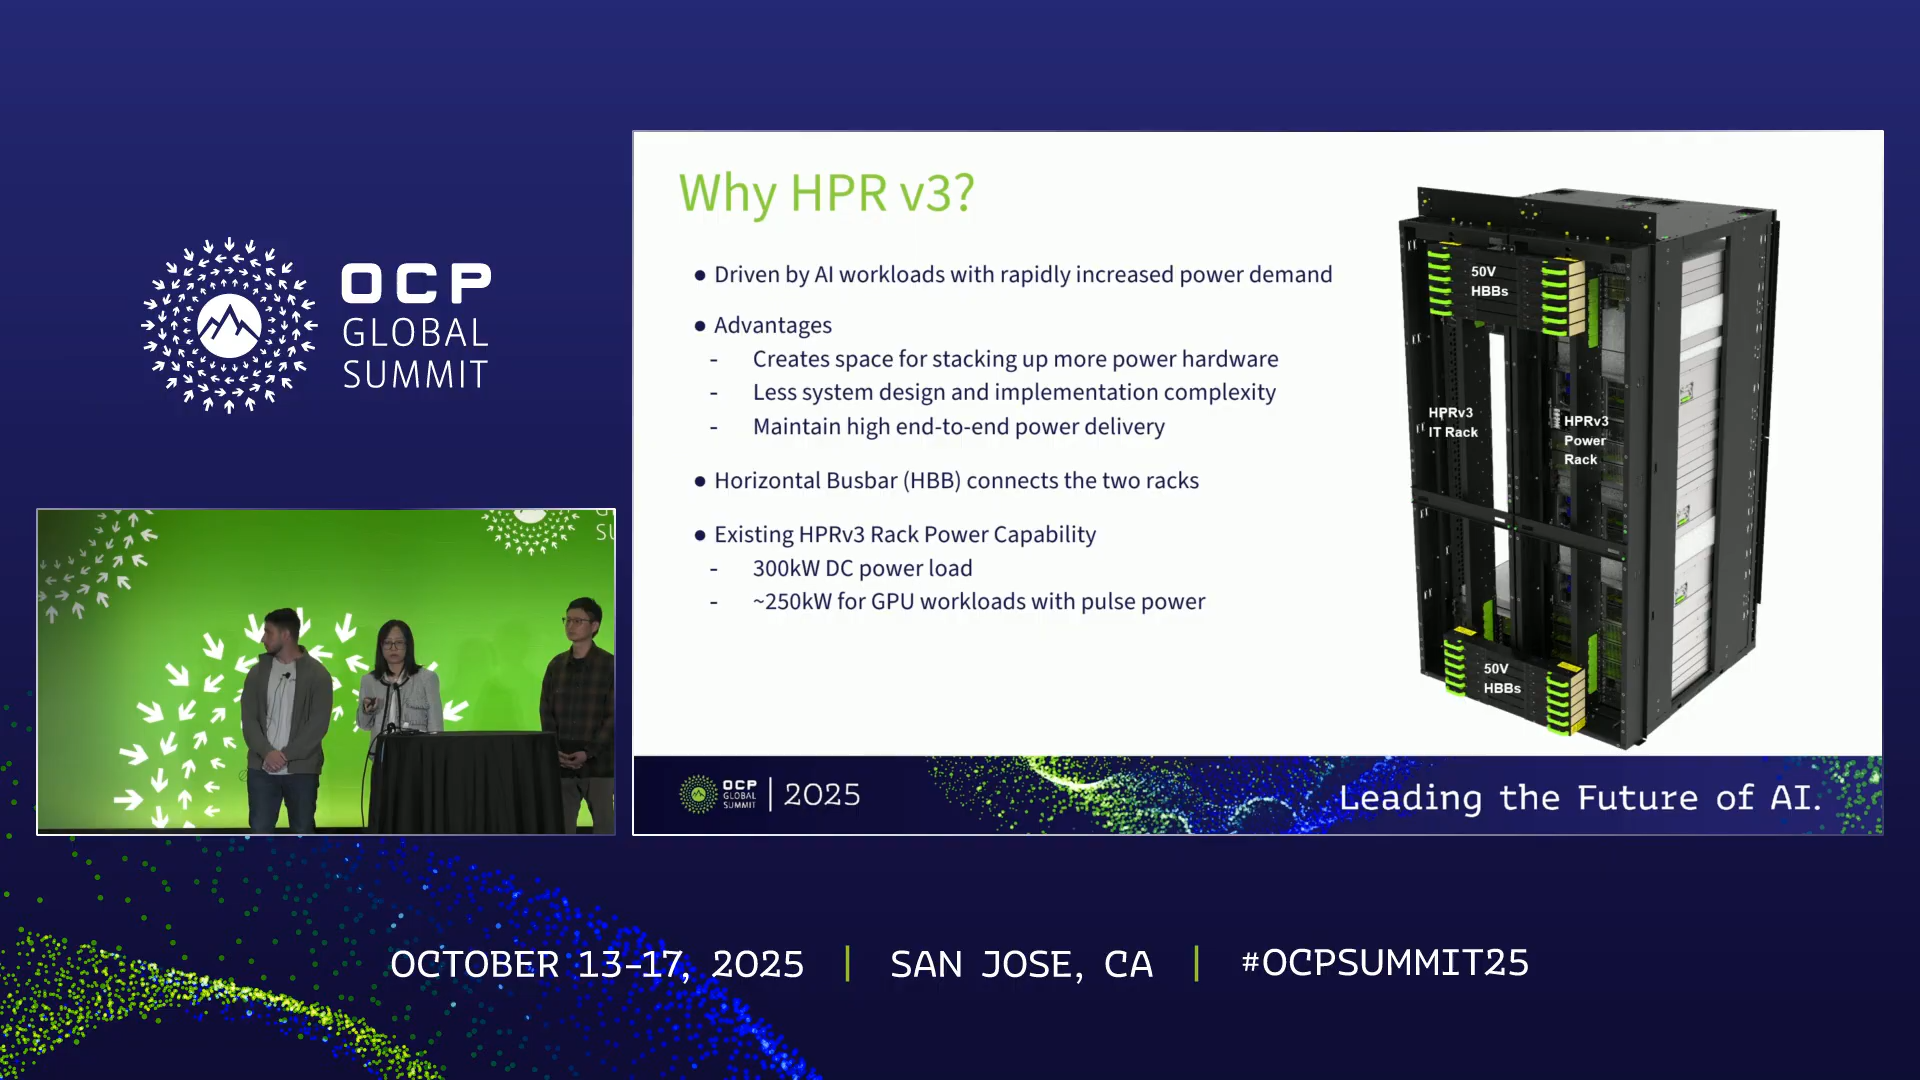 OCP
GLOBAL
SUMMIT
G
SU
Why HPR v3?
● Driven by AI workloads with rapidly increased power demand
● Advantages
- Creates space for stacking up more power hardware
- Less system design and implementation complexity
- Maintain high end-to-end power delivery
● Horizontal Busbar (HBB) connects the two racks
● Existing HPRv3 Rack Power Capability
- 300kW DC power load
- ~250kW for GPU workloads with pulse power
50V
HBBs
HPRv3
IT Rack
HPRv3
Power
Rack
50V
HBBs
OCP
GLOBAL
SUMMIT
2025
Leading the Future of AI.
OCTOBER 13-17, 2025 | SAN JOSE, CA | #OCPSUMMIT25